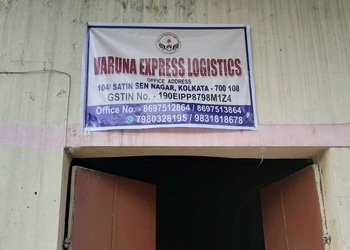 VARUNA EXPRESS LOGISTICS
OFFICE ADDRESS
104/ SATIN SEN NAGAR, KOLKATA - 700 108
GSTIN No. - 19OEIPP8798M1Z4
Office No. - 8697512864 / 8697513864
7980328195 / 9831818678